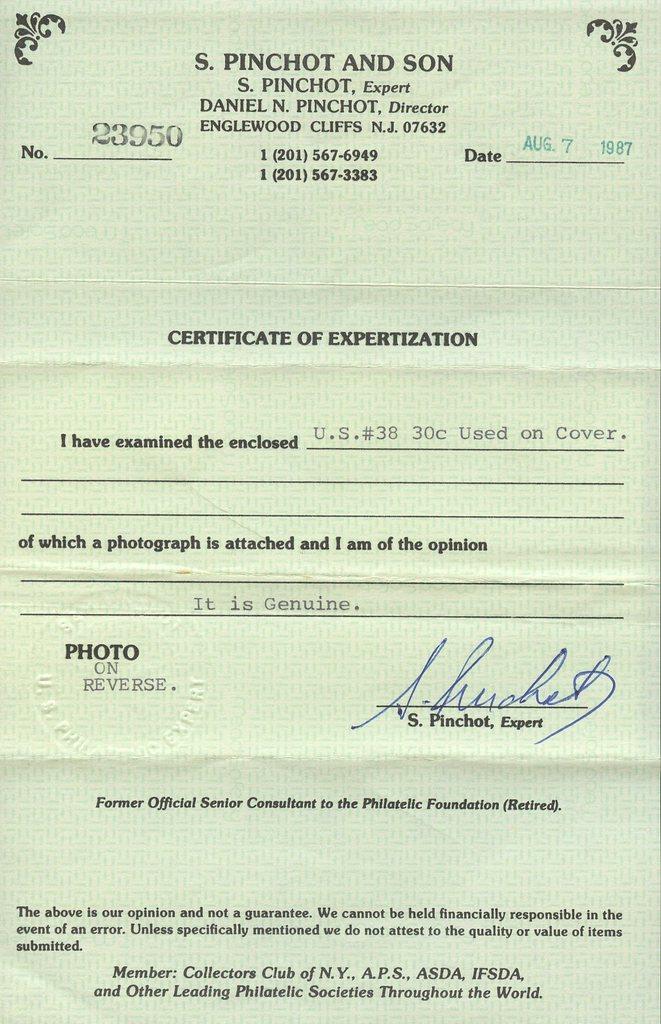 S. PINCHOT AND SON
S. PINCHOT, Expert
DANIEL N. PINCHOT, Director
ENGLEWOOD CLIFFS N.J. 07632
No. 23950
1 (201) 567-6949
1 (201) 567-3383
Date AUG. 7 1987
CERTIFICATE OF EXPERTIZATION
I have examined the enclosed U.S.#38 30c Used on Cover.
of which a photograph is attached and I am of the opinion
It is Genuine.
PHOTO
ON
REVERSE.
S. Pinchot
S. Pinchot, Expert
Former Official Senior Consultant to the Philatelic Foundation (Retired).
The above is our opinion and not a guarantee. We cannot be held financially responsible in the
event of an error. Unless specifically mentioned we do not attest to the quality or value of items
submitted.
Member: Collectors Club of N.Y., A.P.S., ASDA, IFSDA,
and Other Leading Philatelic Societies Throughout the World.